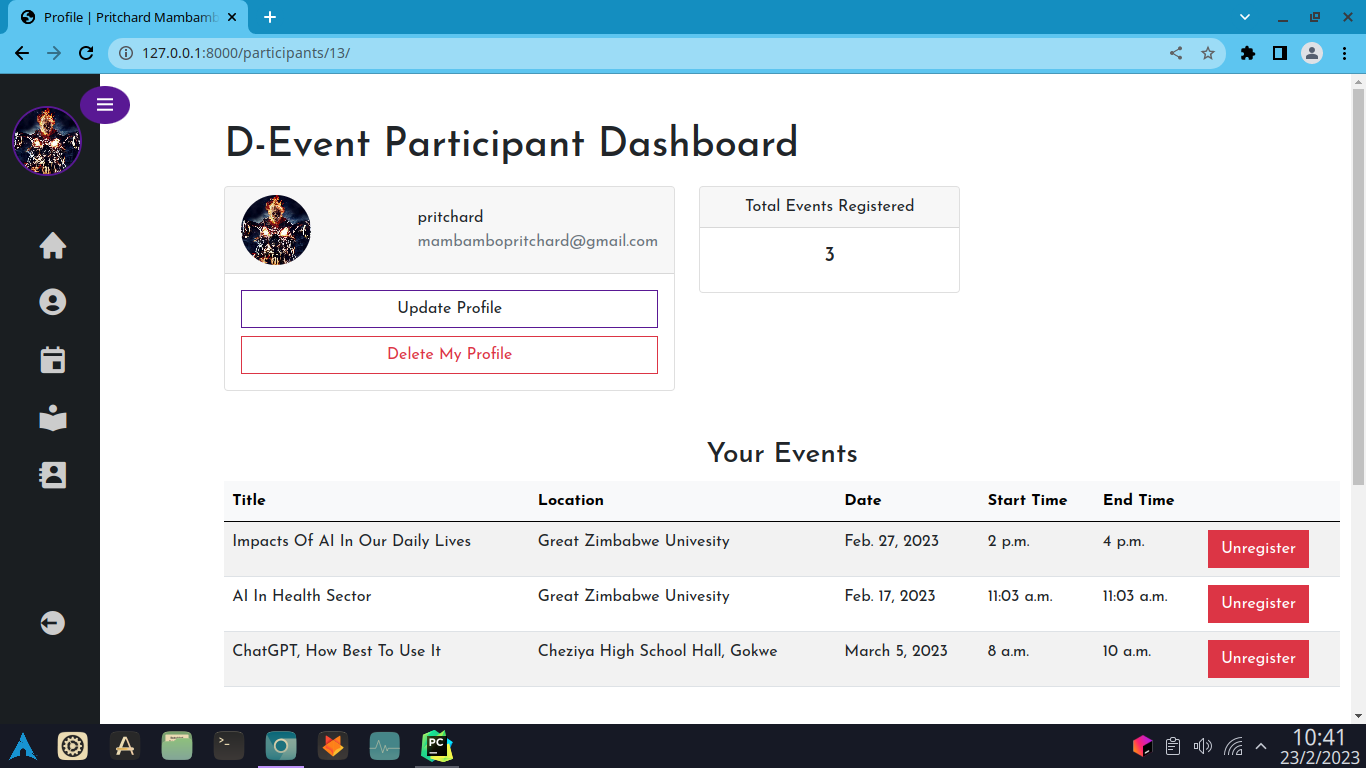 Profile | Pritchard Mambamb
127.0.0.1:8000/participants/13/
D-Event Participant Dashboard
pritchard
mambambopritchard@gmail.com
Update Profile
Delete My Profile
Total Events Registered
3
Your Events
Title Location Date Start Time End Time
Impacts Of AI In Our Daily Lives Great Zimbabwe Univesity Feb. 27, 2023 2 p.m. 4 p.m. Unregister
AI In Health Sector Great Zimbabwe Univesity Feb. 17, 2023 11:03 a.m. 11:03 a.m. Unregister
ChatGPT, How Best To Use It Cheziya High School Hall, Gokwe March 5, 2023 8 a.m. 10 a.m. Unregister
PC
10:41
23/2/2023